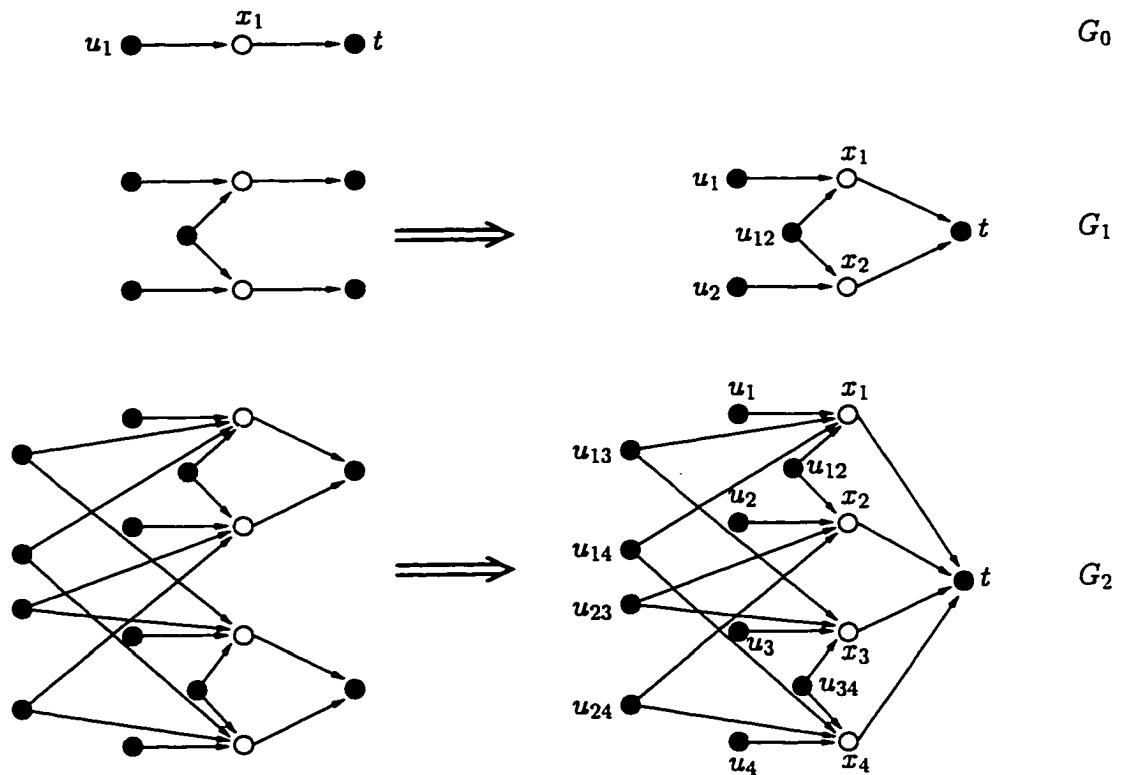 x₁
u₁ t G₀
x₁
u₁
u₁₂ t G₁
x₂
u₂
u₁ x₁
u₁₃
u₁₂
u₂ x₂
u₁₄
t G₂
u₂₃
u₃ x₃
u₃₄
u₂₄
u₄ x₄